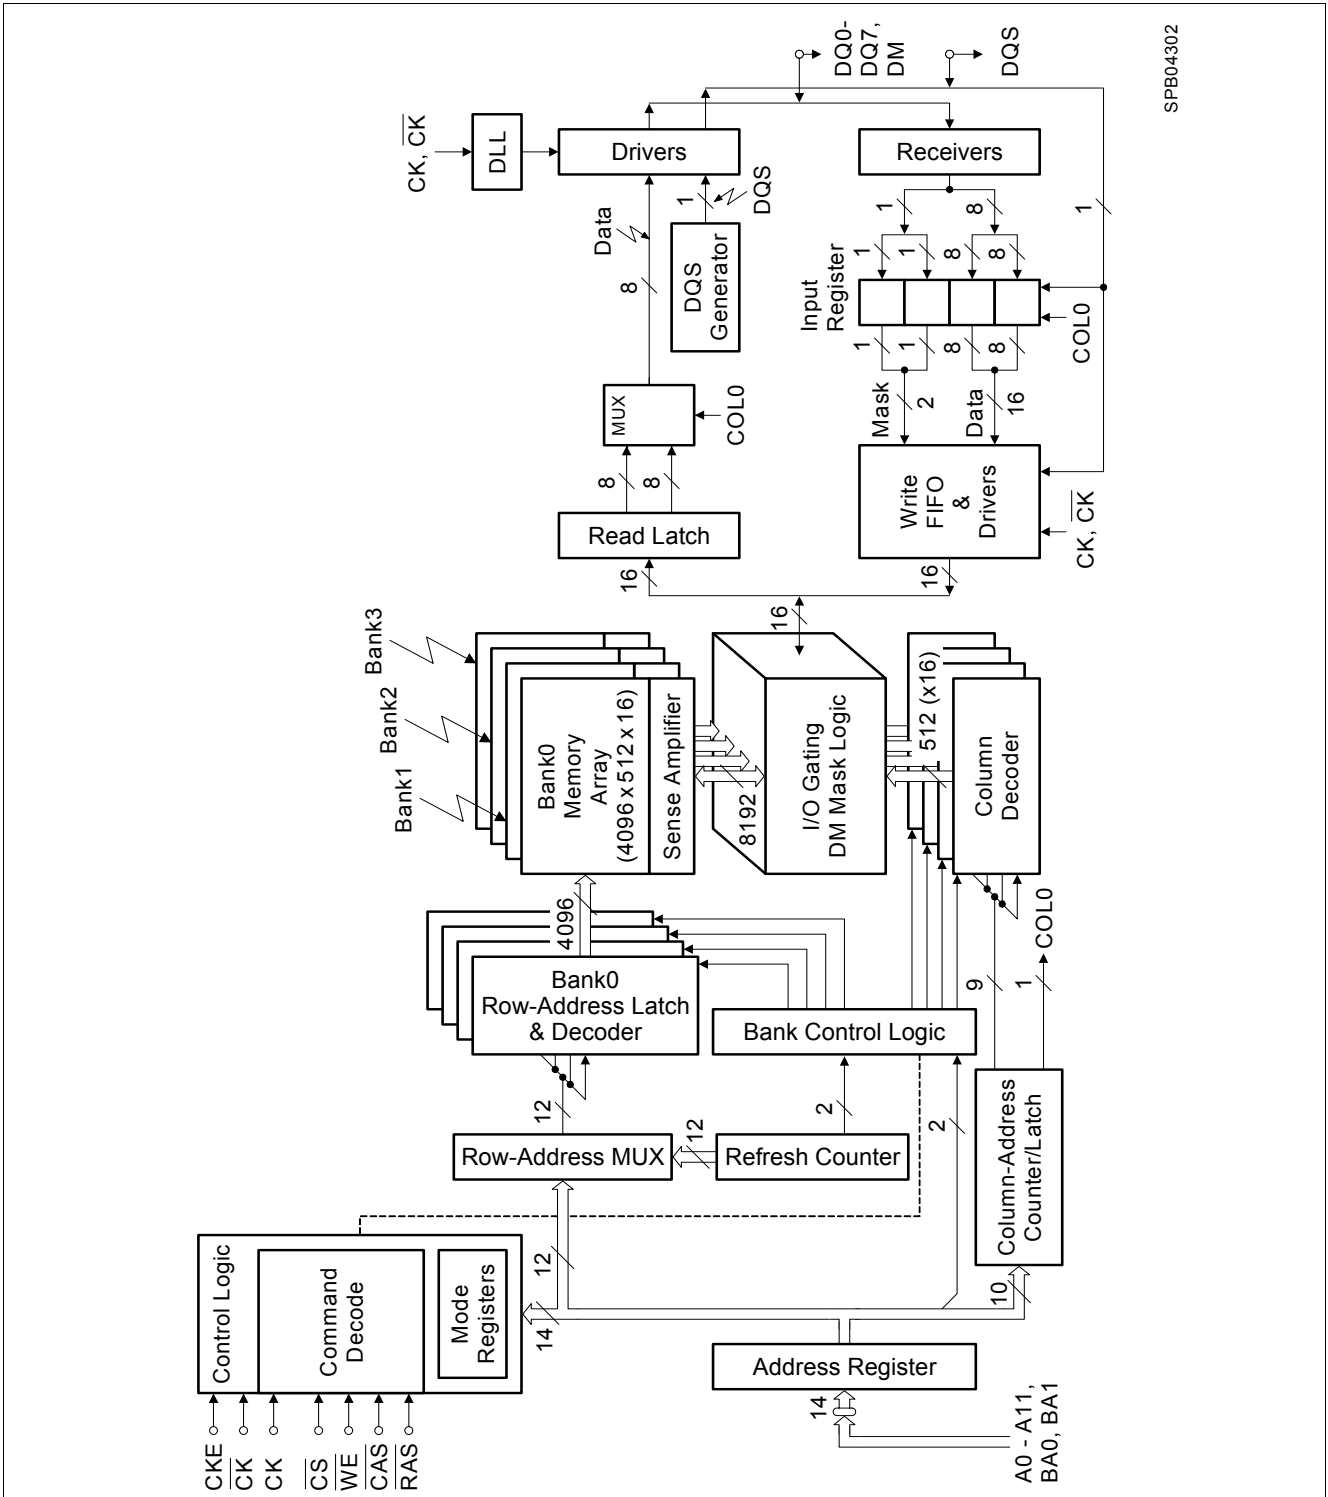 CKE
CK
CK
CS
WE
CAS
RAS
Control Logic
Command
Decode
Mode
Registers
14
12
A0 - A11,
BA0, BA1
14
Address Register
10
2
Row-Address MUX
12
Refresh Counter
12
2
Column-Address
Counter/Latch
Bank0
Row-Address Latch
& Decoder
Bank Control Logic
9
1
COL0
4096
Bank1
Bank2
Bank3
Bank0
Memory
Array
(4096 x 512 x 16)
Sense Amplifier
8192
I/O Gating
DM Mask Logic
512 (x16)
Column
Decoder
16
16
16
Read Latch
8
8
MUX
COL0
8
Data
DQS
Generator
1
DQS
CK, CK
DLL
Drivers
Write
FIFO
&
Drivers
CK, CK
Mask
2
Data
16
1
1
8
8
Input
Register
COL0
1
1
8
8
1
8
1
Receivers
DQ0-
DQ7,
DM
DQS
SPB04302